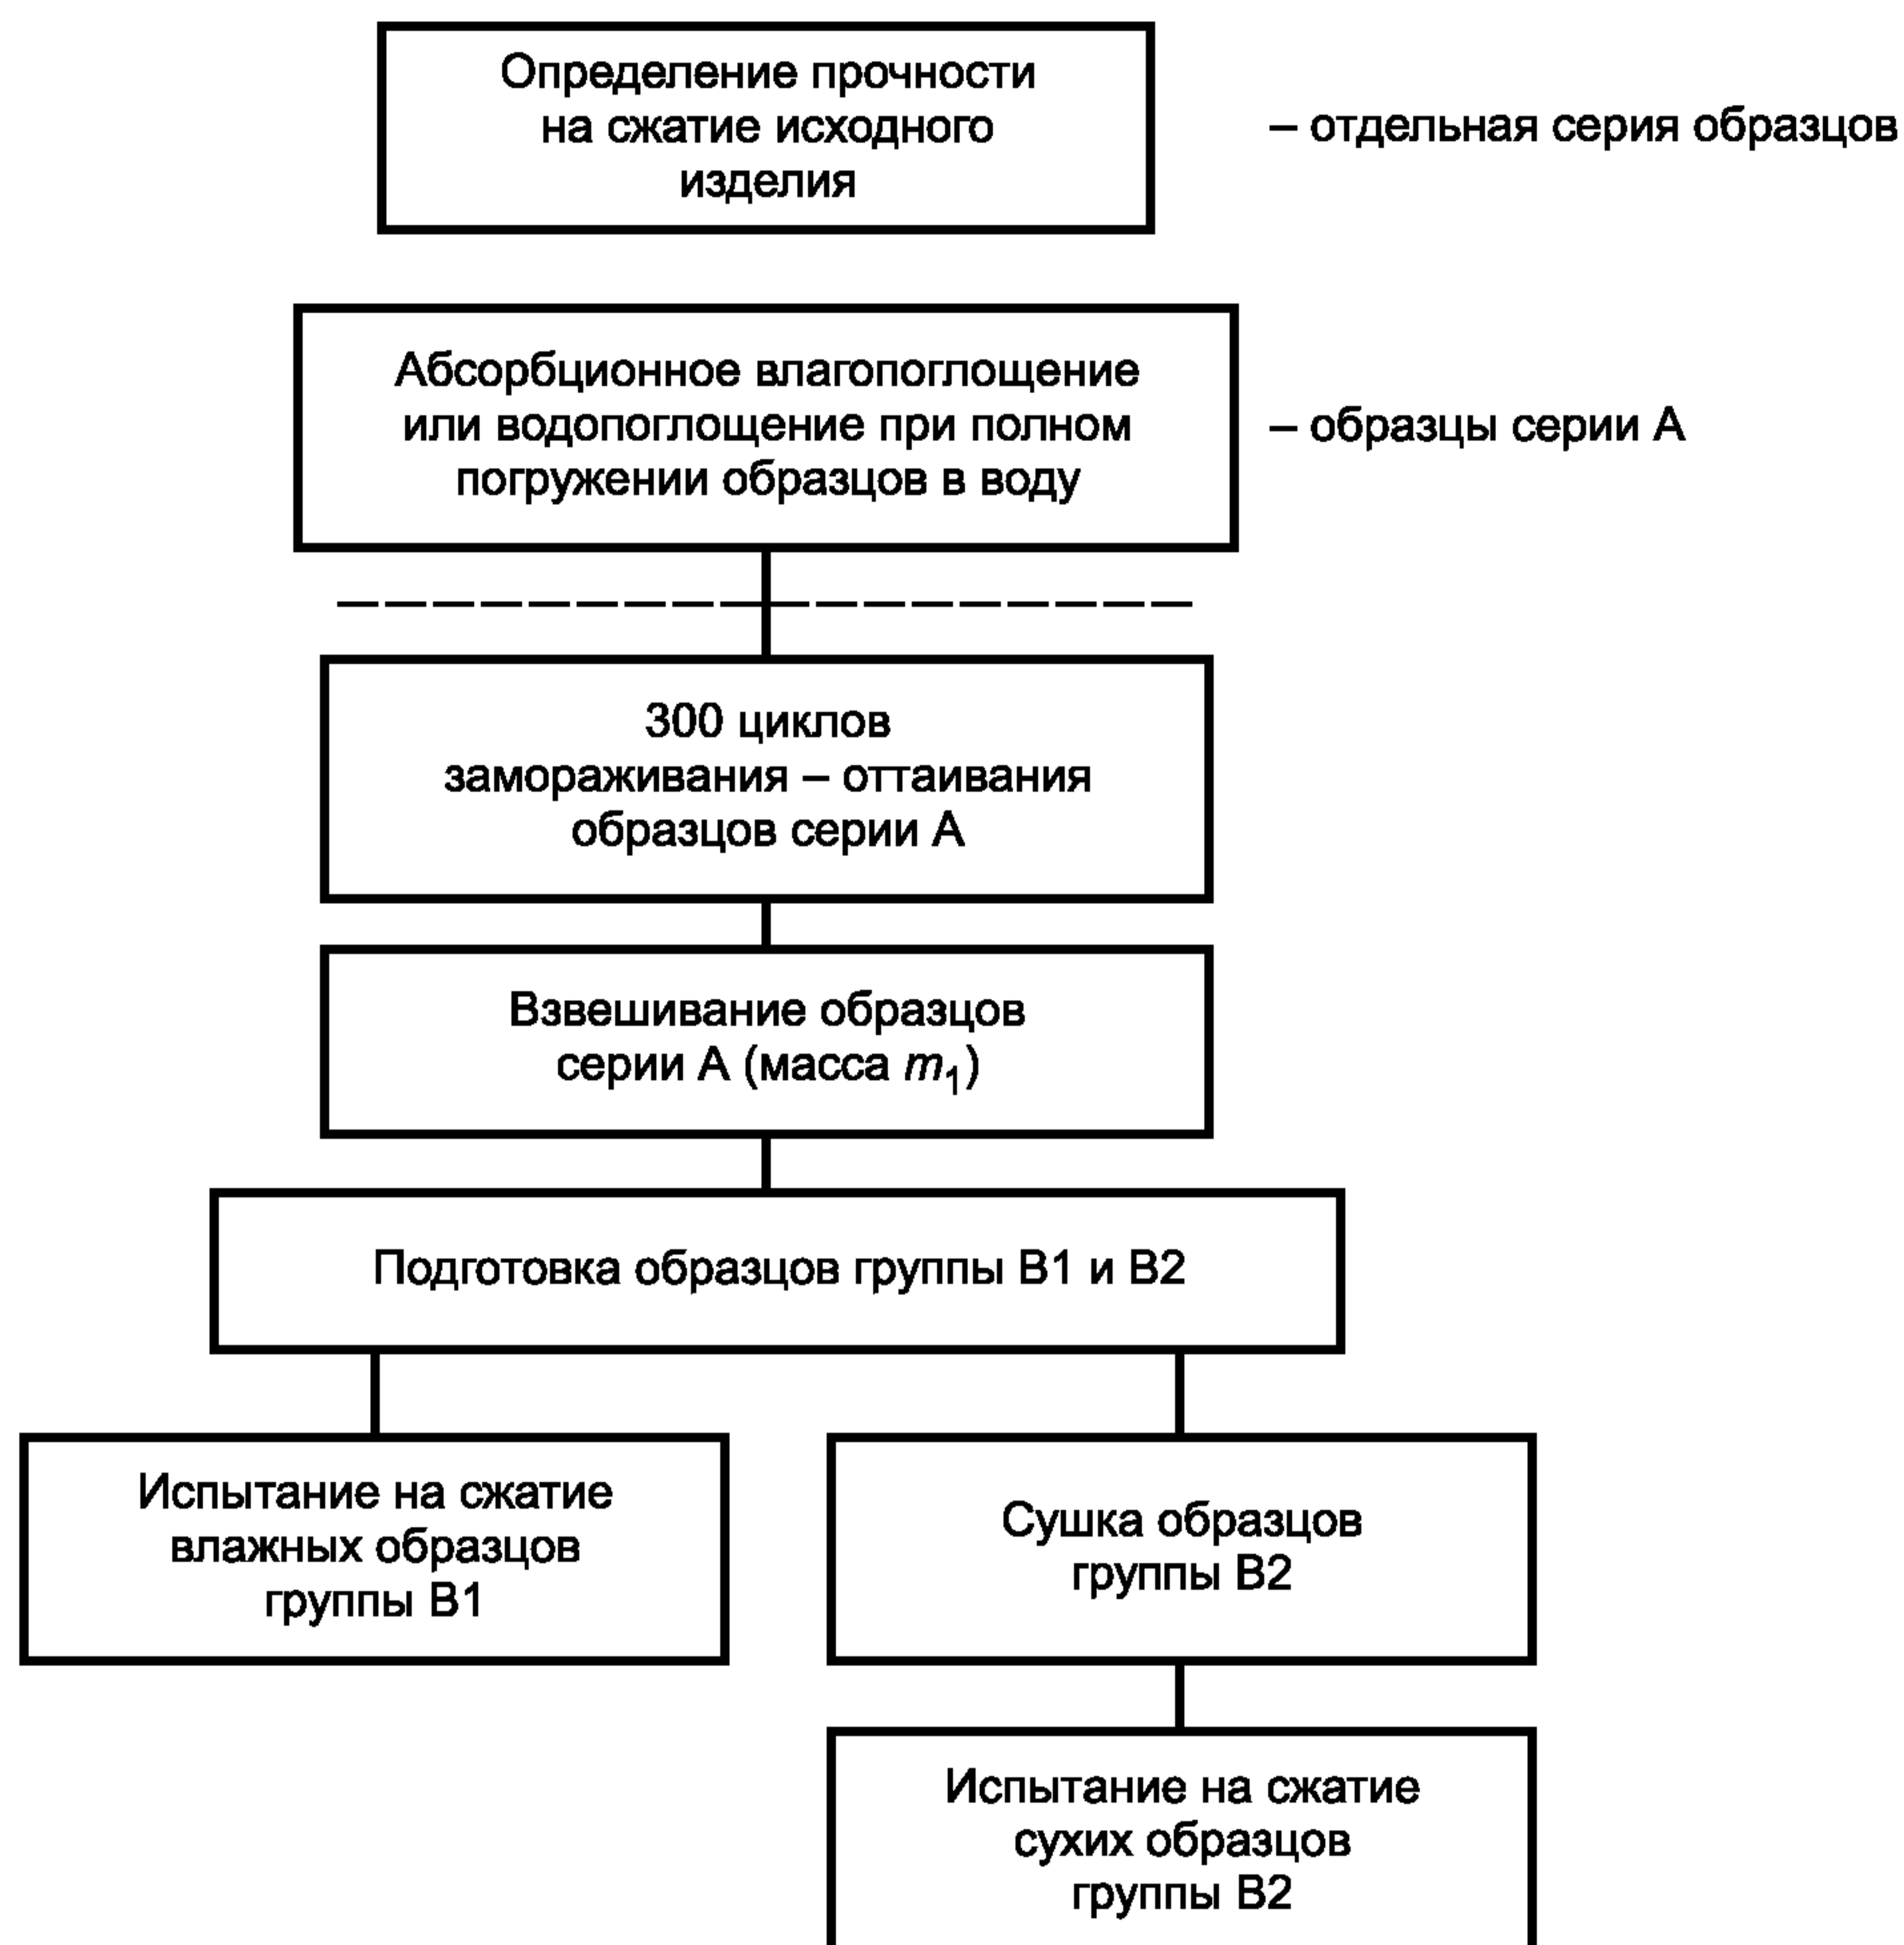 Определение прочности
на сжатие исходного
изделия
– отдельная серия образцов
Абсорбционное влагопоглощение
или водопоглощение при полном
погружении образцов в воду
– образцы серии А
300 циклов
замораживания – оттаивания
образцов серии А
Взвешивание образцов
серии А (масса m₁)
Подготовка образцов группы В1 и В2
Испытание на сжатие
влажных образцов
группы В1
Сушка образцов
группы В2
Испытание на сжатие
сухих образцов
группы В2